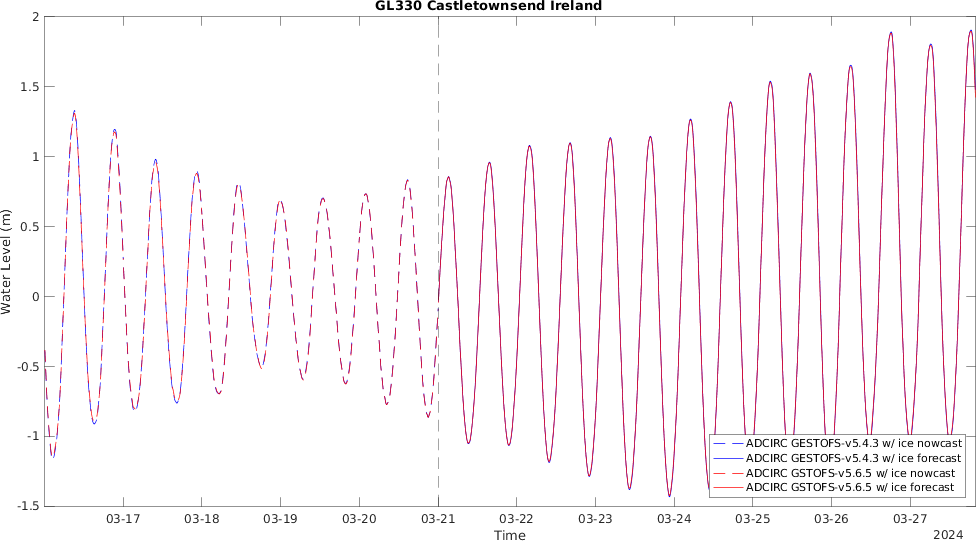 GL330 Castletownsend Ireland
2
1.5
1
0.5
0
-0.5
-1
-1.5
Water Level (m)
ADCIRC GESTOFS-v5.4.3 w/ ice nowcast
ADCIRC GESTOFS-v5.4.3 w/ ice forecast
ADCIRC GSTOFS-v5.6.5 w/ ice nowcast
ADCIRC GSTOFS-v5.6.5 w/ ice forecast
03-17 03-18 03-19 03-20 03-21 03-22 03-23 03-24 03-25 03-26 03-27
Time
2024